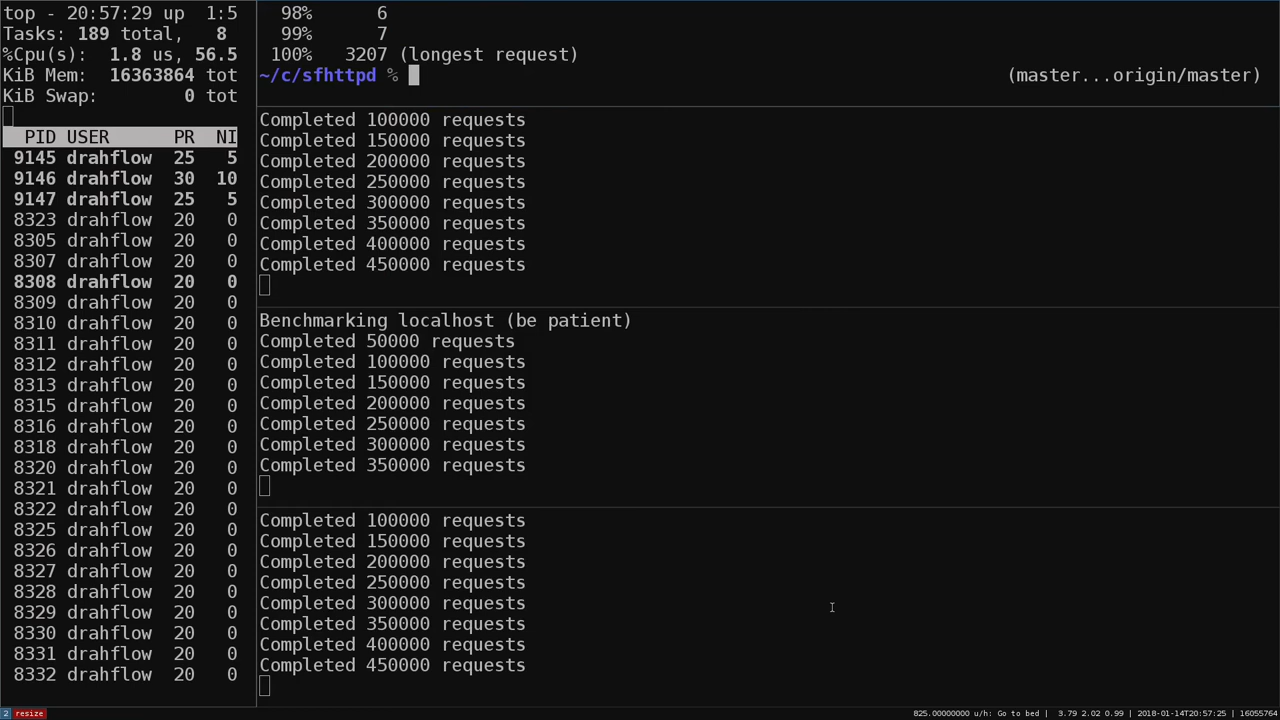 top - 20:57:29 up  1:5
Tasks: 189 total,  8
%Cpu(s):  1.8 us, 56.5
KiB Mem:  16363864 tot
KiB Swap:        0 tot
PID USER      PR  NI
9145 drahflow  25   5
9146 drahflow  30  10
9147 drahflow  25   5
8323 drahflow  20   0
8305 drahflow  20   0
8307 drahflow  20   0
8308 drahflow  20   0
8309 drahflow  20   0
8310 drahflow  20   0
8311 drahflow  20   0
8312 drahflow  20   0
8313 drahflow  20   0
8315 drahflow  20   0
8316 drahflow  20   0
8318 drahflow  20   0
8320 drahflow  20   0
8321 drahflow  20   0
8322 drahflow  20   0
8325 drahflow  20   0
8326 drahflow  20   0
8327 drahflow  20   0
8328 drahflow  20   0
8329 drahflow  20   0
8330 drahflow  20   0
8331 drahflow  20   0
8332 drahflow  20   0
98%      6
99%      7
100%   3207 (longest request)
~/c/sfhttpd % (master...origin/master)
Completed 100000 requests
Completed 150000 requests
Completed 200000 requests
Completed 250000 requests
Completed 300000 requests
Completed 350000 requests
Completed 400000 requests
Completed 450000 requests
Benchmarking localhost (be patient)
Completed 50000 requests
Completed 100000 requests
Completed 150000 requests
Completed 200000 requests
Completed 250000 requests
Completed 300000 requests
Completed 350000 requests
Completed 100000 requests
Completed 150000 requests
Completed 200000 requests
Completed 250000 requests
Completed 300000 requests
Completed 350000 requests
Completed 400000 requests
Completed 450000 requests
2 resize 825.00000000 u/h: Go to bed | 3.79 2.02 0.99 | 2018-01-14T20:57:25 | 16055764